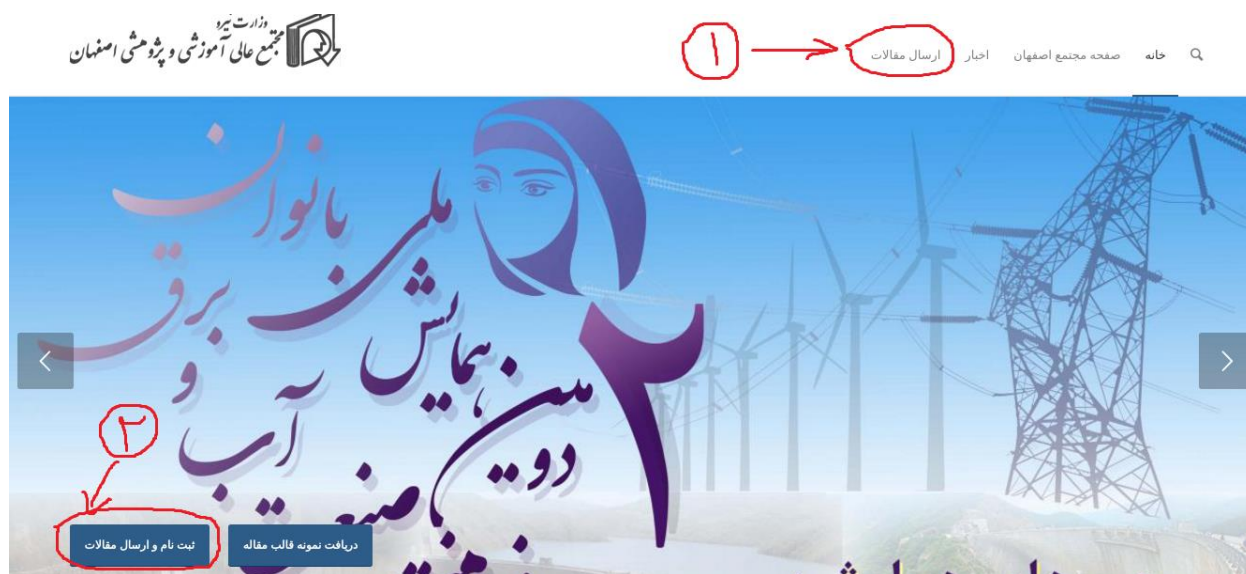 وزارت نیرو
مجتمع عالی آموزشی و پژوهشی اصفهان
خانه
صفحه مجتمع اصفهان
اخبار
ارسال مقالات
۱
۲
دومین همایش
ملی بانوان
صنعت
آب و برق
۲
دریافت نمونه قالب مقاله
ثبت نام و ارسال مقالات